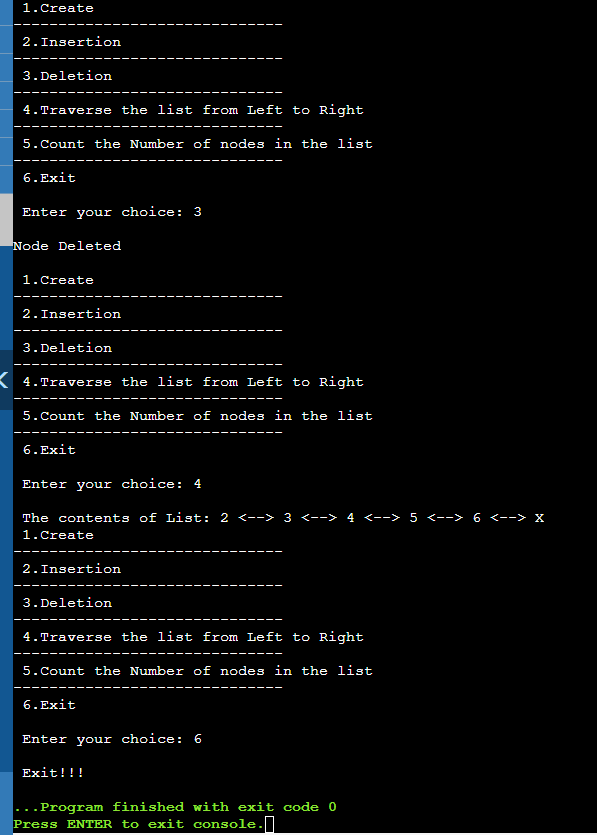 1.Create
------------------------------
2.Insertion
------------------------------
3.Deletion
------------------------------
4.Traverse the list from Left to Right
------------------------------
5.Count the Number of nodes in the list
------------------------------
6.Exit
Enter your choice: 3
Node Deleted
1.Create
------------------------------
2.Insertion
------------------------------
3.Deletion
------------------------------
4.Traverse the list from Left to Right
------------------------------
5.Count the Number of nodes in the list
------------------------------
6.Exit
Enter your choice: 4
The contents of List: 2 <--> 3 <--> 4 <--> 5 <--> 6 <--> X
1.Create
------------------------------
2.Insertion
------------------------------
3.Deletion
------------------------------
4.Traverse the list from Left to Right
------------------------------
5.Count the Number of nodes in the list
------------------------------
6.Exit
Enter your choice: 6
Exit!!!
...Program finished with exit code 0
Press ENTER to exit console.